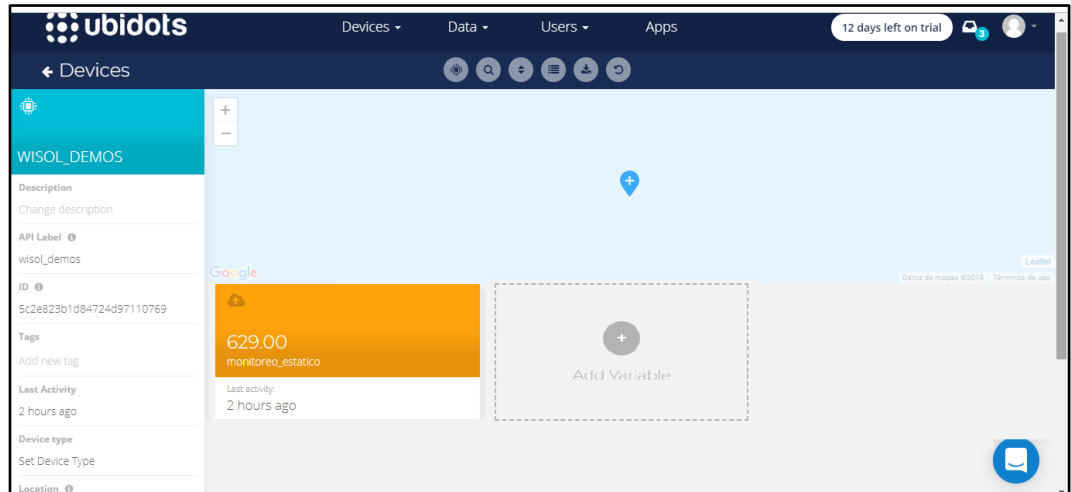 ubidots
Devices
Data
Users
Apps
12 days left on trial
3
Devices
WISOL_DEMOS
Description
Change description
API Label
wisol_demos
ID
5c2e823b1d84724d97110769
Tags
Add new tag
Last Activity
2 hours ago
Device type
Set Device Type
Location
+
−
Google
Leaflet
Datos de mapas ©2019 Términos de uso
629.00
monitoreo_estatico
Last activity:
2 hours ago
Add Variable